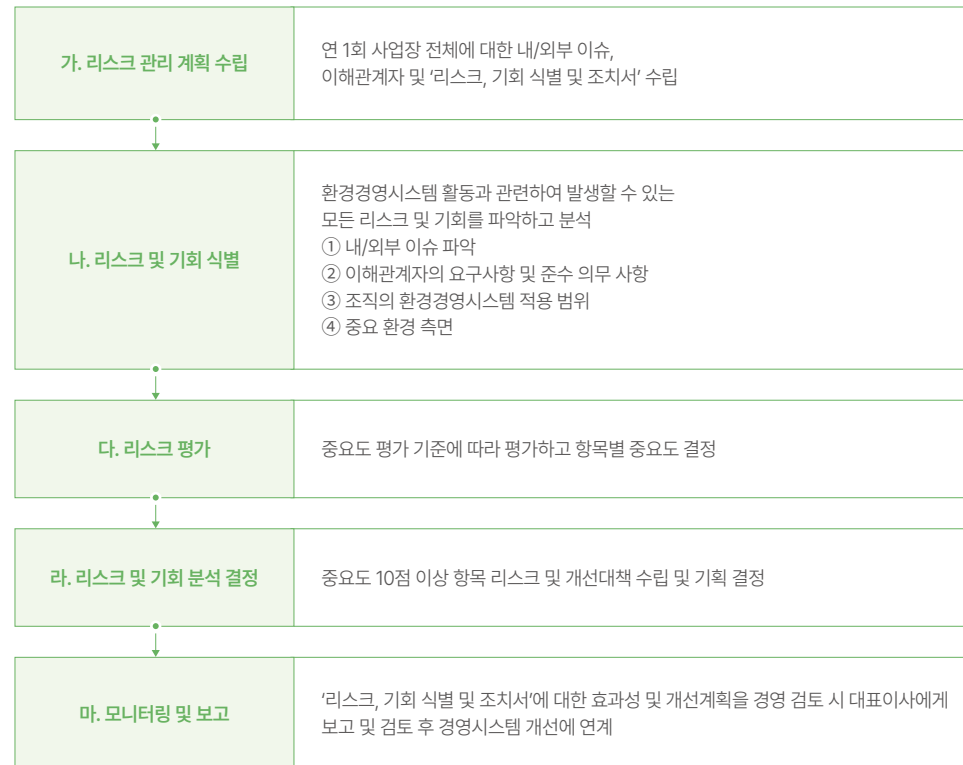 가. 리스크 관리 계획 수립
연 1회 사업장 전체에 대한 내/외부 이슈,
이해관계자 및 ‘리스크, 기회 식별 및 조치서’ 수립
나. 리스크 및 기회 식별
환경경영시스템 활동과 관련하여 발생할 수 있는
모든 리스크 및 기회를 파악하고 분석
① 내/외부 이슈 파악
② 이해관계자의 요구사항 및 준수 의무 사항
③ 조직의 환경경영시스템 적용 범위
④ 중요 환경 측면
다. 리스크 평가
중요도 평가 기준에 따라 평가하고 항목별 중요도 결정
라. 리스크 및 기회 분석 결정
중요도 10점 이상 항목 리스크 및 개선대책 수립 및 기획 결정
마. 모니터링 및 보고
‘리스크, 기회 식별 및 조치서’에 대한 효과성 및 개선계획을 경영 검토 시 대표이사에게
보고 및 검토 후 경영시스템 개선에 연계